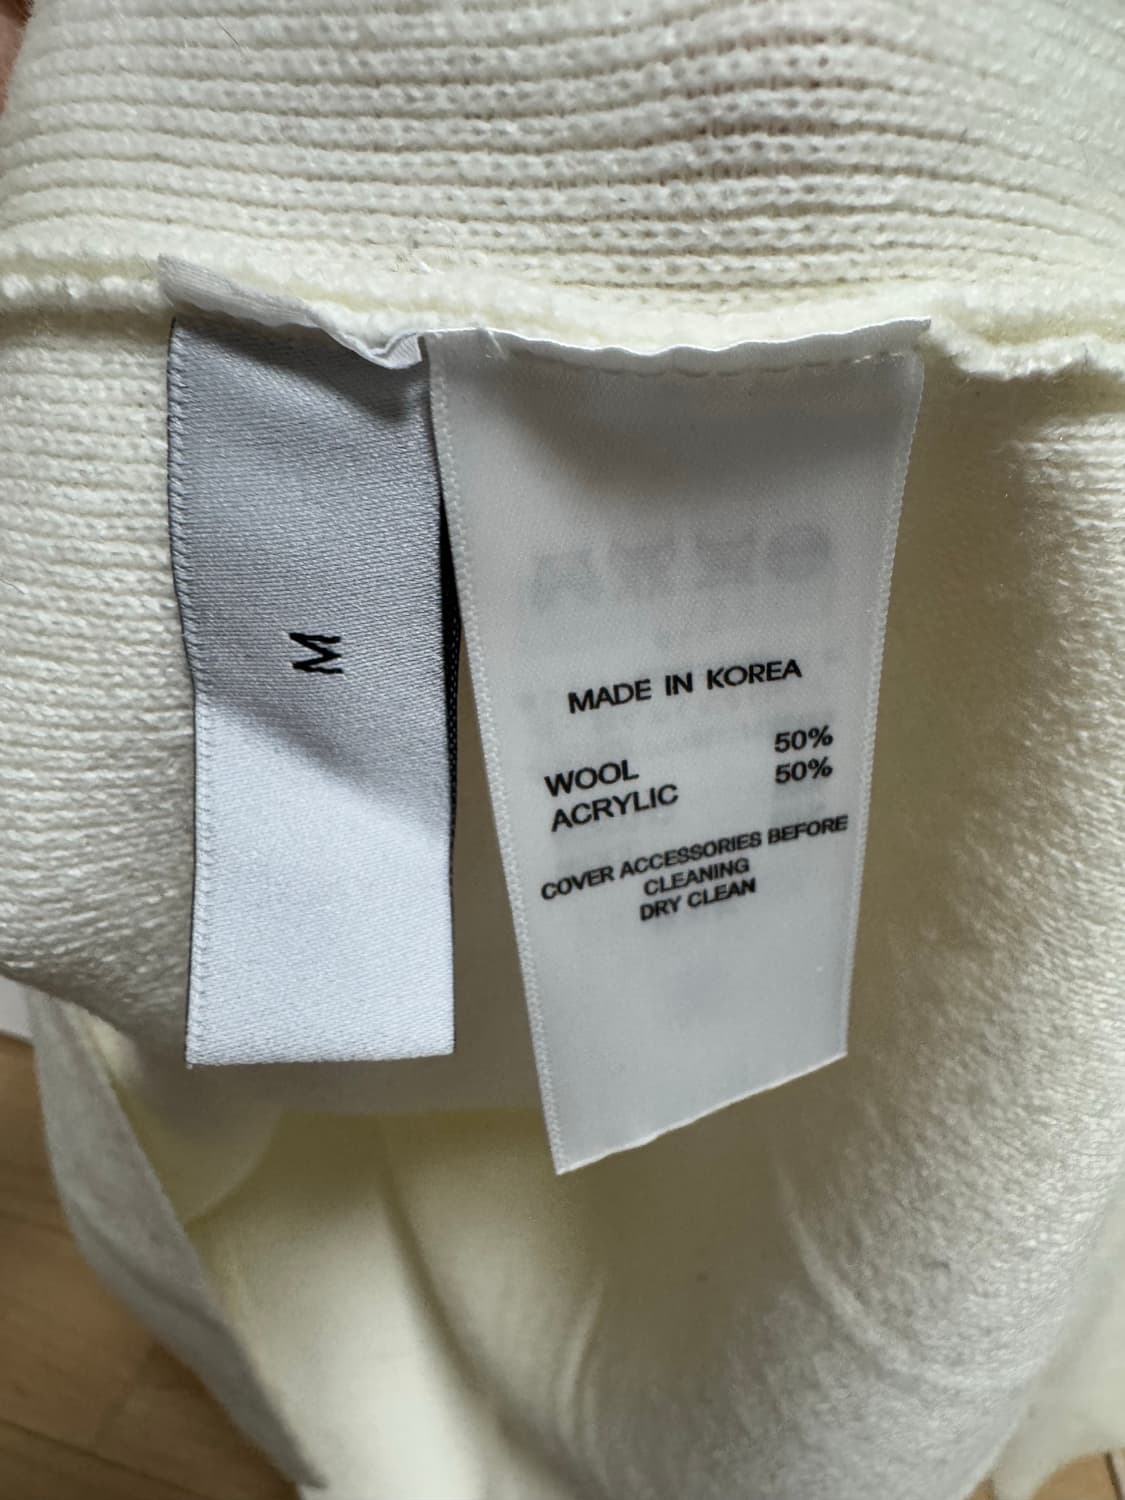 M
MADE IN KOREA
WOOL 50%
ACRYLIC 50%
COVER ACCESSORIES BEFORE
CLEANING
DRY CLEAN